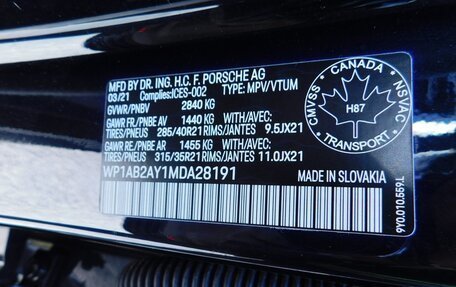 MFD BY DR. ING. H.C. F. PORSCHE AG
03/21 Complies:ICES-002 TYPE: MPV/VTUM
GVWR/PNBV 2840 KG
GAWR FR/PNBE AV 1440 KG WITH/AVEC:
TIRES/PNEUS 285/40R21 RIMS/JANTES 9.5JX21
GAWR RE/PNBE AR 1455 KG WITH/AVEC:
TIRES/PNEUS 315/35R21 RIMS/JANTES 11.0JX21
WP1AB2AY1MDA28191 MADE IN SLOVAKIA
CANADA
CMVSS
NSVAC
H87
TRANSPORT
9Y0.010.559.T